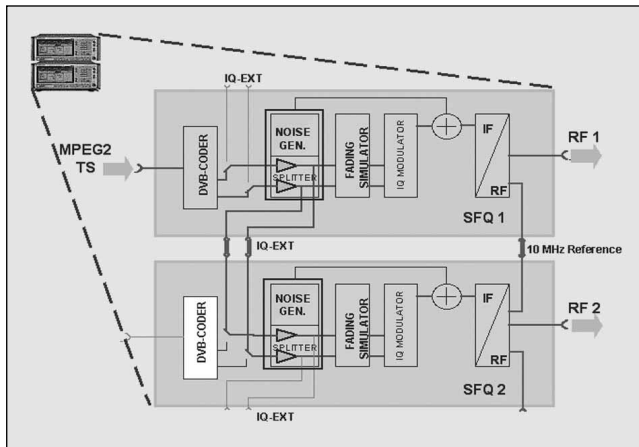 IQ-EXT
MPEG2
TS
DVB-CODER
NOISE
GEN.
SPLITTER
FADING
SIMULATOR
IQ MODULATOR
IF
RF
RF 1
SFQ 1
IQ-EXT
10 MHz Reference
DVB-CODER
NOISE
GEN.
SPLITTER
FADING
SIMULATOR
IQ MODULATOR
IF
RF
RF 2
SFQ 2
IQ-EXT